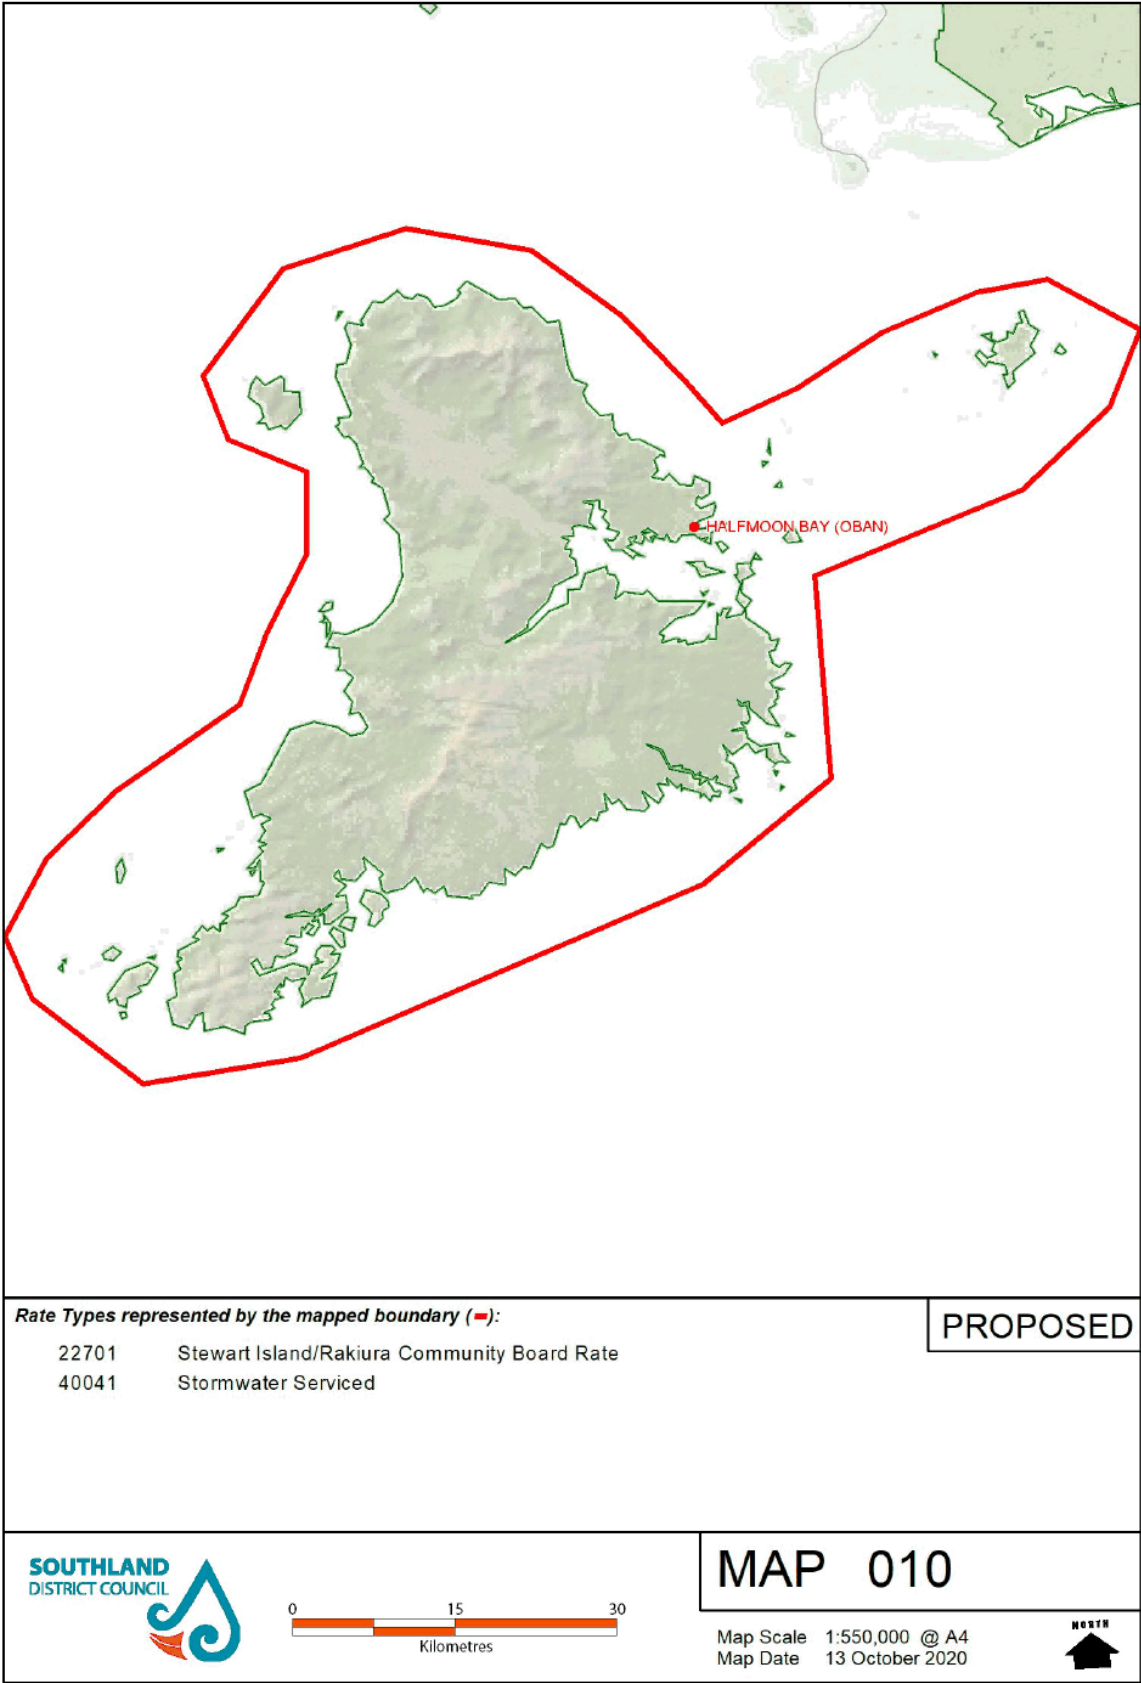 HALFMOON BAY (OBAN)
Rate Types represented by the mapped boundary ( ):
PROPOSED
22701 Stewart Island/Rakiura Community Board Rate
40041 Stormwater Serviced
SOUTHLAND
DISTRICT COUNCIL
0 15 30
Kilometres
MAP 010
Map Scale 1:550,000 @ A4
Map Date 13 October 2020
NORTH